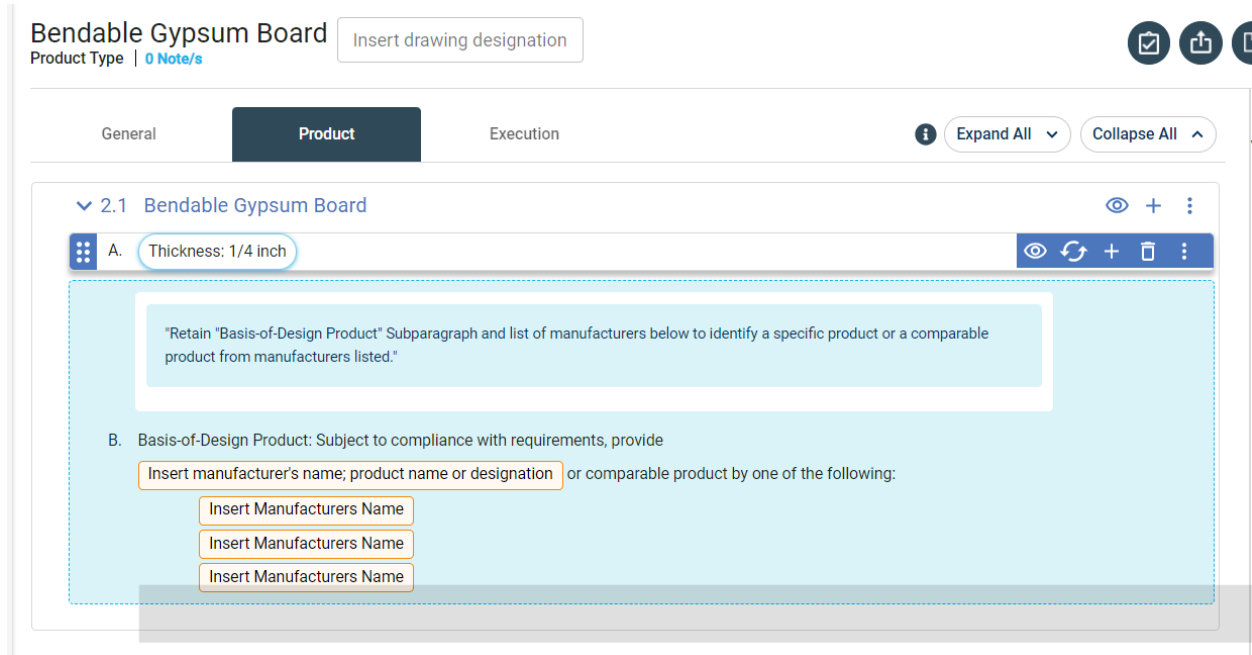 Bendable Gypsum Board
Insert drawing designation
Product Type | 0 Note/s
General
Product
Execution
Expand All
Collapse All
2.1 Bendable Gypsum Board
A. Thickness: 1/4 inch
"Retain "Basis-of-Design Product" Subparagraph and list of manufacturers below to identify a specific product or a comparable
product from manufacturers listed."
B. Basis-of-Design Product: Subject to compliance with requirements, provide
Insert manufacturer's name; product name or designation or comparable product by one of the following:
Insert Manufacturers Name
Insert Manufacturers Name
Insert Manufacturers Name